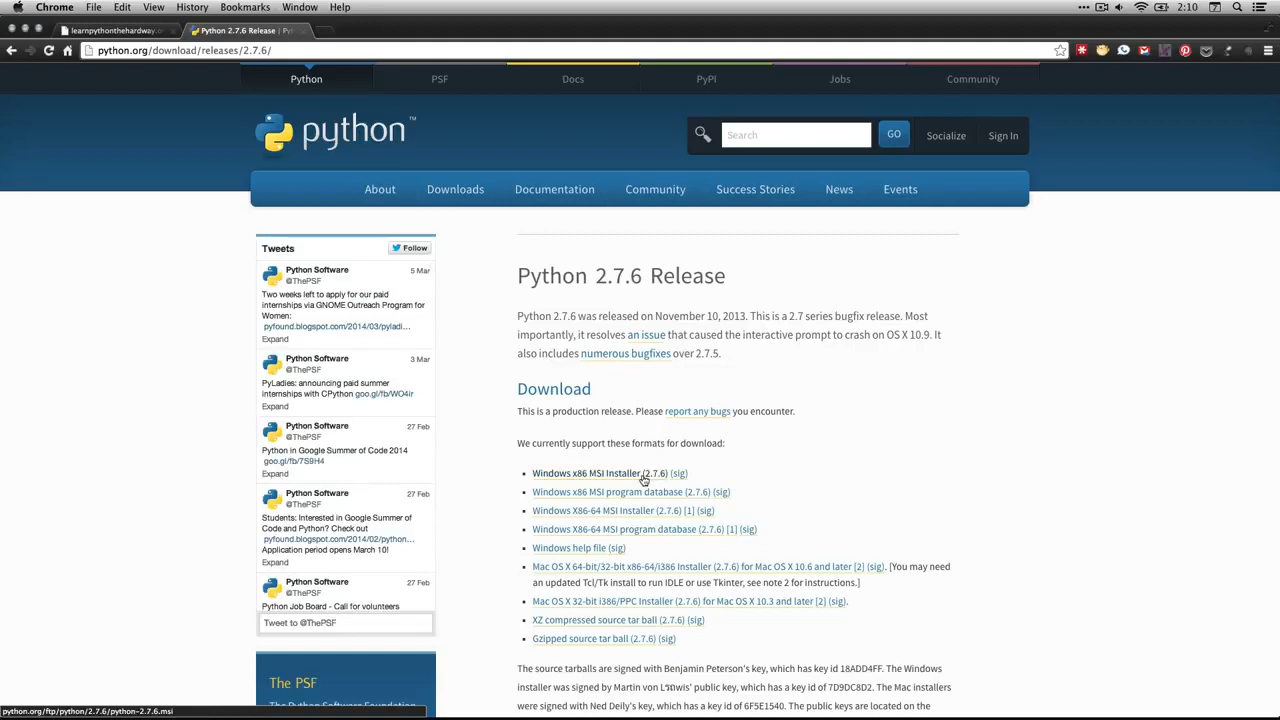 Chrome File Edit View History Bookmarks Window Help 2:10
learnpythonthehardway.or
Python 2.7.6 Release | Pyt
python.org/download/releases/2.7.6/
Python PSF Docs PyPI Jobs Community
python™
Search GO Socialize Sign In
About Downloads Documentation Community Success Stories News Events
Tweets Follow
Python Software 5 Mar
@ThePSF
Two weeks left to apply for our paid
internships via GNOME Outreach Program for
Women:
pyfound.blogspot.com/2014/03/pyladi...
Expand
Python Software 3 Mar
@ThePSF
PyLadies: announcing paid summer
internships with CPython goo.gl/fb/WO4ir
Expand
Python Software 27 Feb
@ThePSF
Python in Google Summer of Code 2014
goo.gl/fb/7S9H4
Expand
Python Software 27 Feb
@ThePSF
Students: Interested in Google Summer of
Code and Python? Check out
pyfound.blogspot.com/2014/02/python...
Application period opens March 10!
Expand
Python Software 27 Feb
@ThePSF
Python Job Board - Call for volunteers
Tweet to @ThePSF
The PSF
The Python Software Foundation
Python 2.7.6 Release
Python 2.7.6 was released on November 10, 2013. This is a 2.7 series bugfix release. Most
importantly, it resolves an issue that caused the interactive prompt to crash on OS X 10.9. It
also includes numerous bugfixes over 2.7.5.
Download
This is a production release. Please report any bugs you encounter.
We currently support these formats for download:
Windows x86 MSI Installer (2.7.6) (sig)
Windows x86 MSI program database (2.7.6) (sig)
Windows X86-64 MSI Installer (2.7.6) [1] (sig)
Windows X86-64 MSI program database (2.7.6) [1] (sig)
Windows help file (sig)
Mac OS X 64-bit/32-bit x86-64/i386 Installer (2.7.6) for Mac OS X 10.6 and later [2] (sig). [You may need
an updated Tcl/Tk install to run IDLE or use Tkinter, see note 2 for instructions.]
Mac OS X 32-bit i386/PPC Installer (2.7.6) for Mac OS X 10.3 and later [2] (sig).
XZ compressed source tar ball (2.7.6) (sig)
Gzipped source tar ball (2.7.6) (sig)
The source tarballs are signed with Benjamin Peterson's key, which has key id 18ADD4FF. The Windows
installer was signed by Martin von public key, which has a key id of 7D9DC8D2. The Mac installers
were signed with Ned Deily's key, which has a key id of 6F5E1540. The public keys are located on the
python.org/ftp/python/2.7.6/python-2.7.6.msi